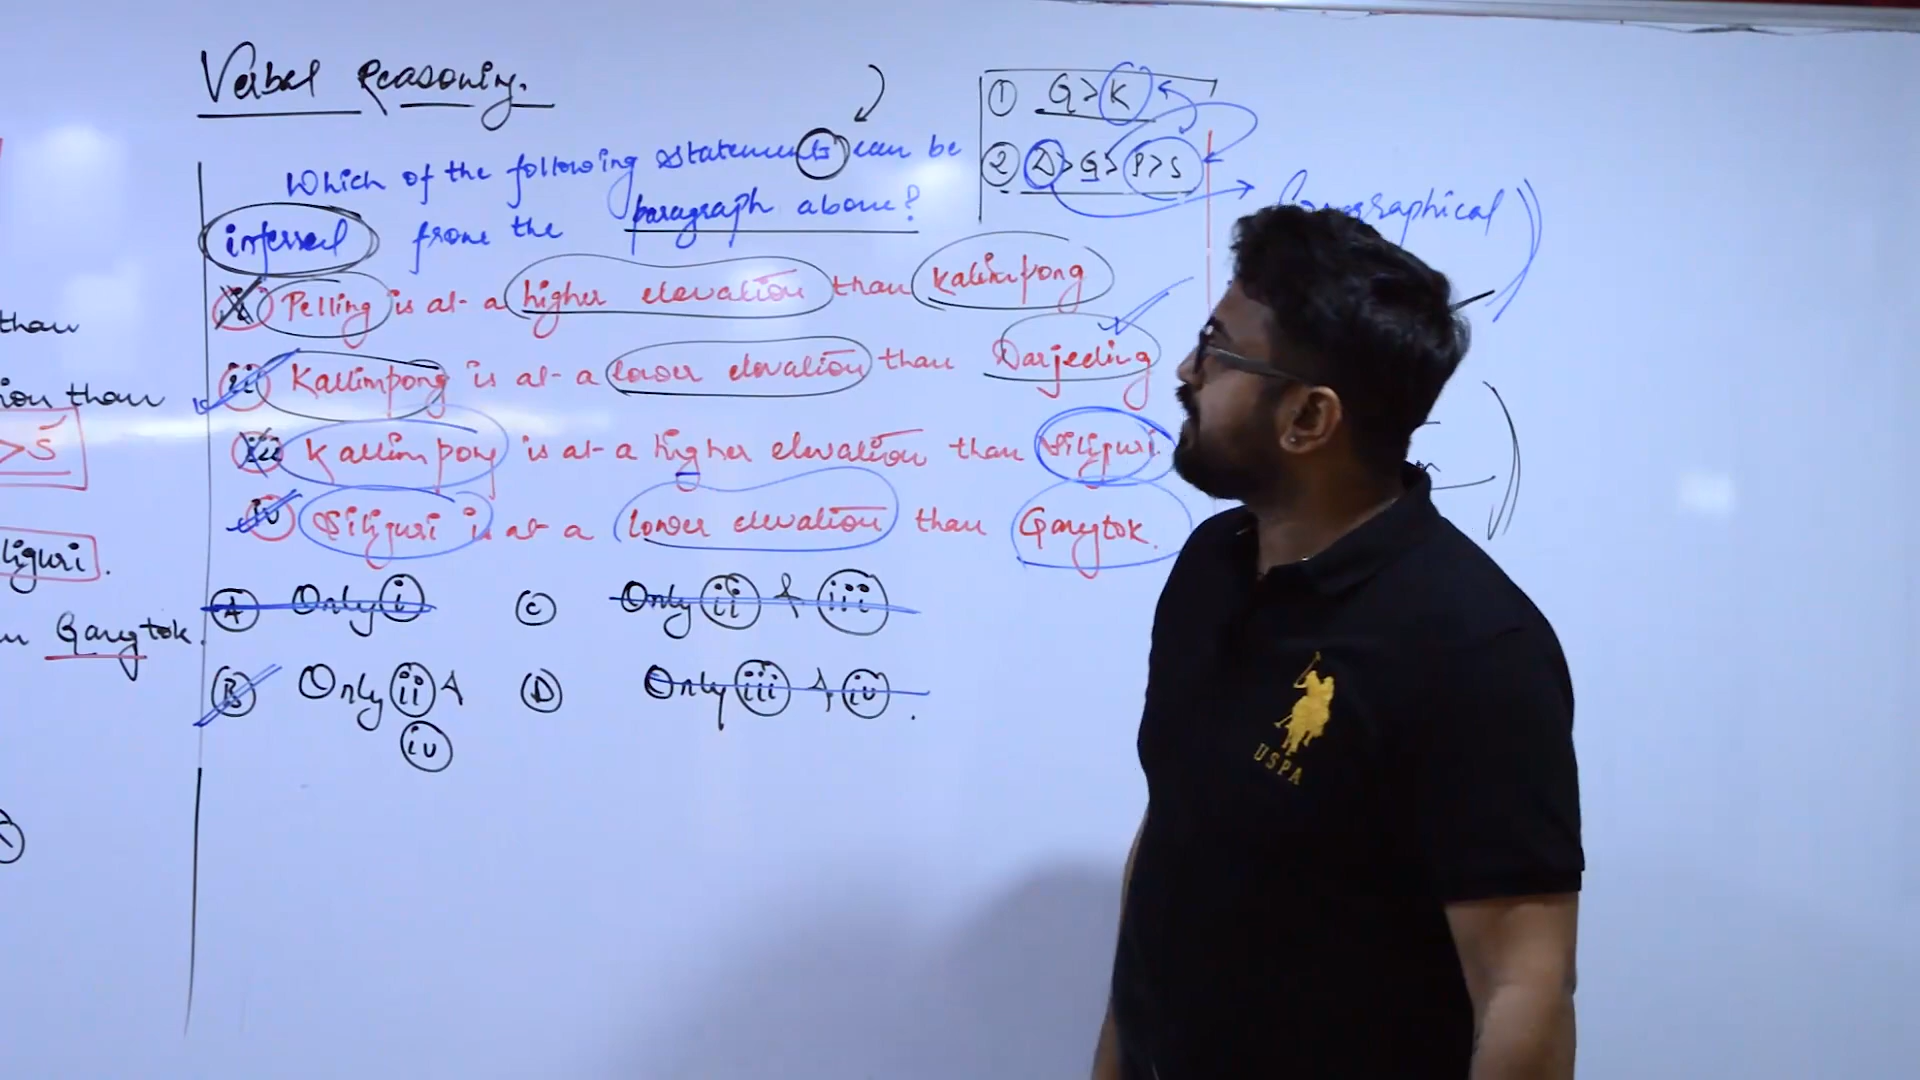 Verbal Reasoning.
Which of the following statements can be
inferred from the paragraph above?
i Pelling is at a higher elevation than Kalimpong
ii Kallimpong is at a lower elevation than Darjeeling
iii Kallimpong is at a higher elevation than Siliguri.
iv Siliguri is at a lower elevation than Gangtok.
A Only i
C Only ii & iii
B Only ii &
iv
D Only iii & iv.
① G > K
② D > G > P > S
than
ion than
> S
liguri.
Gangtok.
USPA